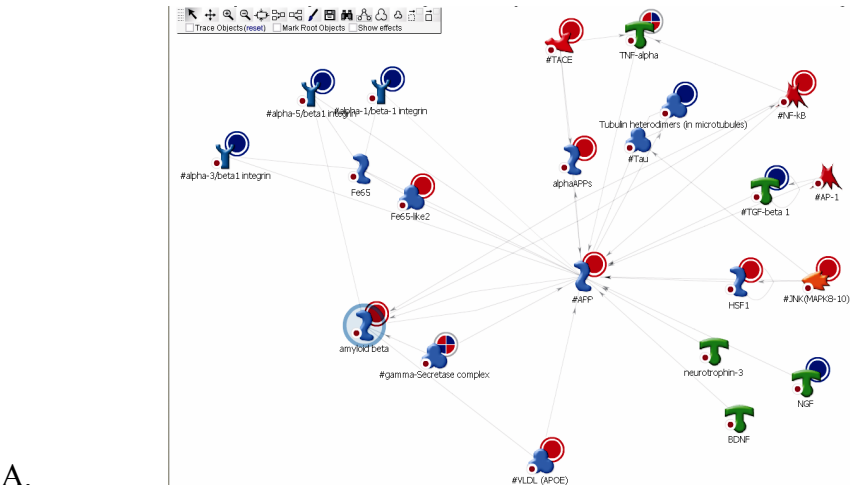 Trace Objects(reset) Mark Root Objects Show effects
#TACE
TNF-alpha
#alpha-5/beta1 integrin
#alpha-1/beta-1 integrin
#NF-kB
Tubulin heterodimers (in microtubules)
#Tau
#alpha-3/beta1 integrin
Fe65
alphaAPPs
#AP-1
Fe65-like2
#TGF-beta 1
#APP
HSF1
#JNK(MAPK8-10)
amyloid beta
#gamma-Secretase complex
neurotrophin-3
NGF
BDNF
A.
#VLDL (APOE)